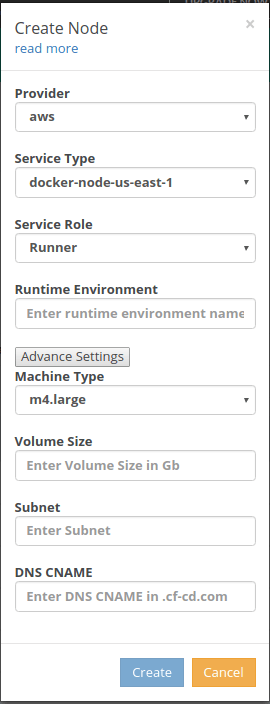 Create Node
×
read more
Provider
aws
Service Type
docker-node-us-east-1
Service Role
Runner
Runtime Environment
Enter runtime environment name
Advance Settings
Machine Type
m4.large
Volume Size
Enter Volume Size in Gb
Subnet
Enter Subnet
DNS CNAME
Enter DNS CNAME in .cf-cd.com
Create
Cancel